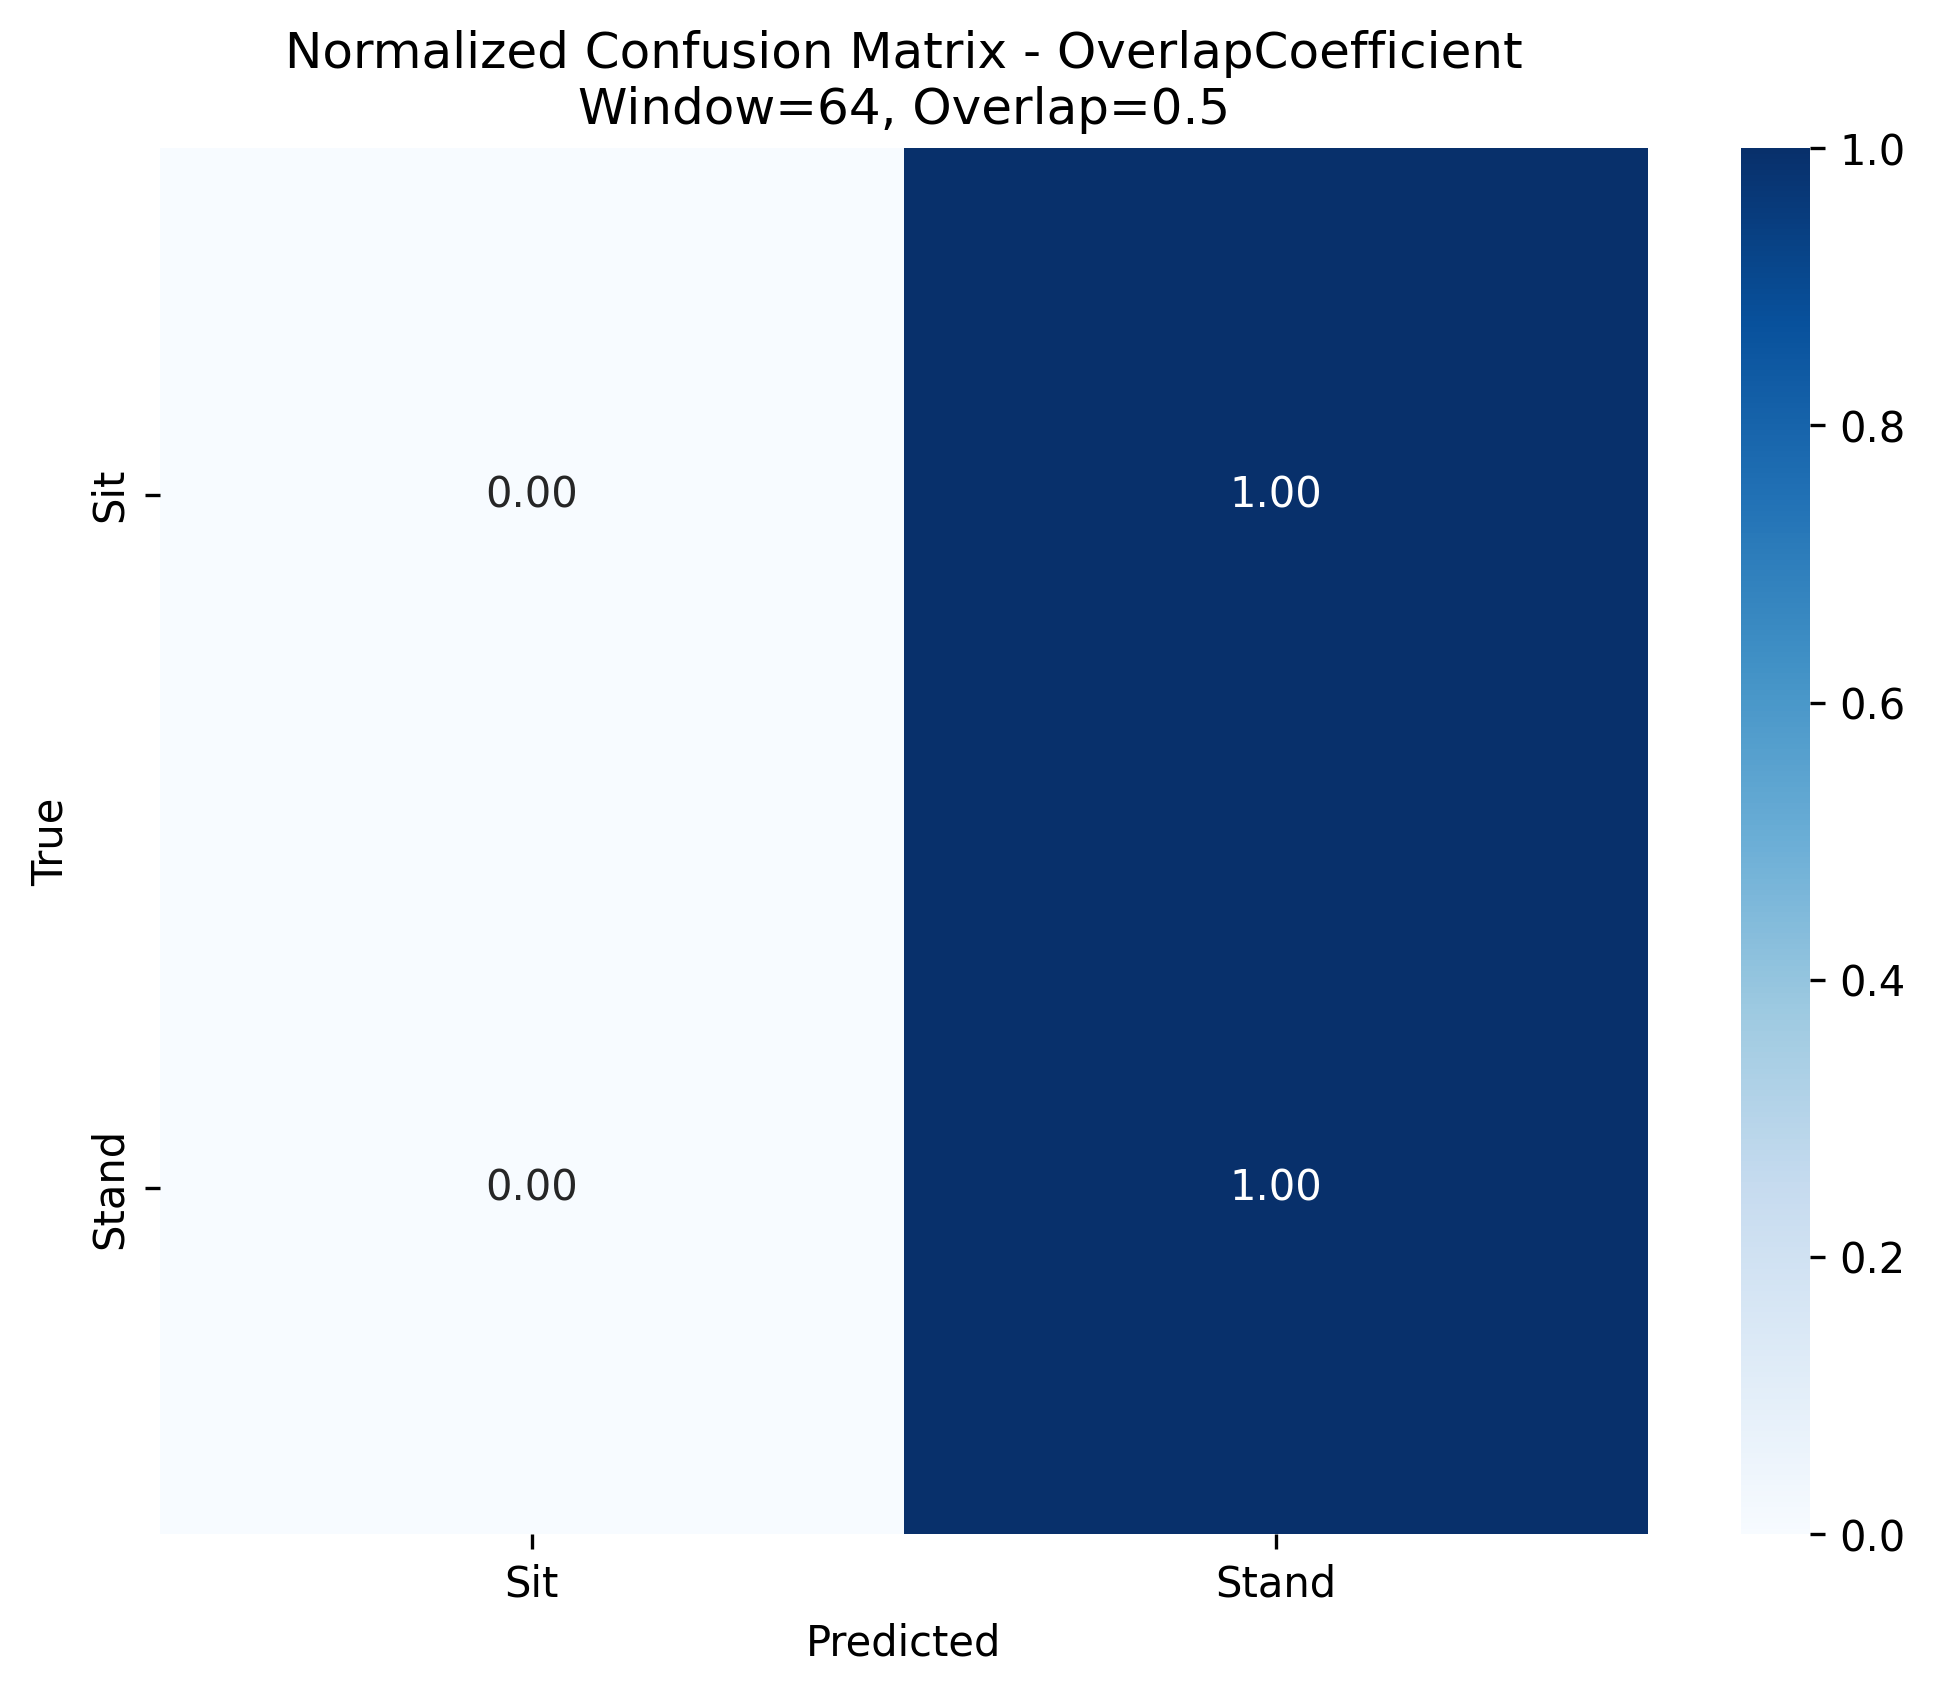 Normalized Confusion Matrix - OverlapCoefficient
Window=64, Overlap=0.5
True
Sit
Stand
0.00
1.00
0.00
1.00
Sit
Stand
Predicted
1.0
0.8
0.6
0.4
0.2
0.0